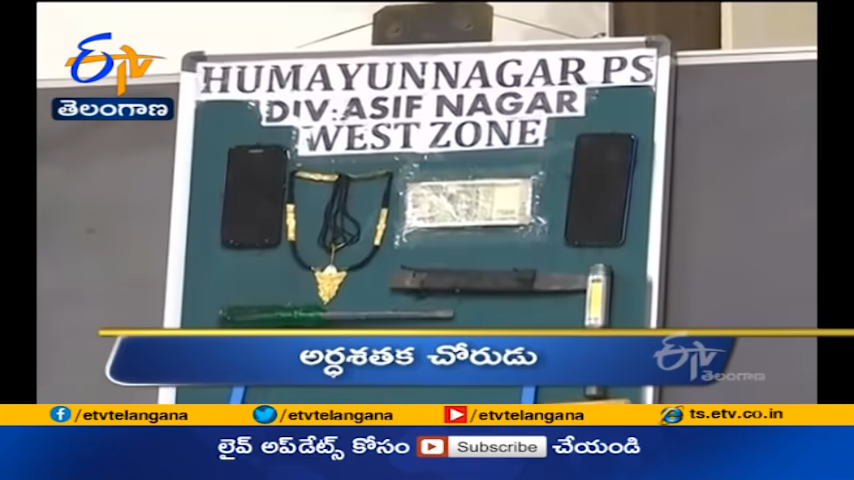 ETV
తెలంగాణ
HUMAYUNNAGAR PS
DIV:ASIF NAGAR
WEST ZONE
అర్ధశతక చోరుడు
ETV తెలంగాణ
/etvtelangana /etvtelangana /etvtelangana ts.etv.co.in
లైవ్ అప్‌డేట్స్ కోసం Subscribe చేయండి